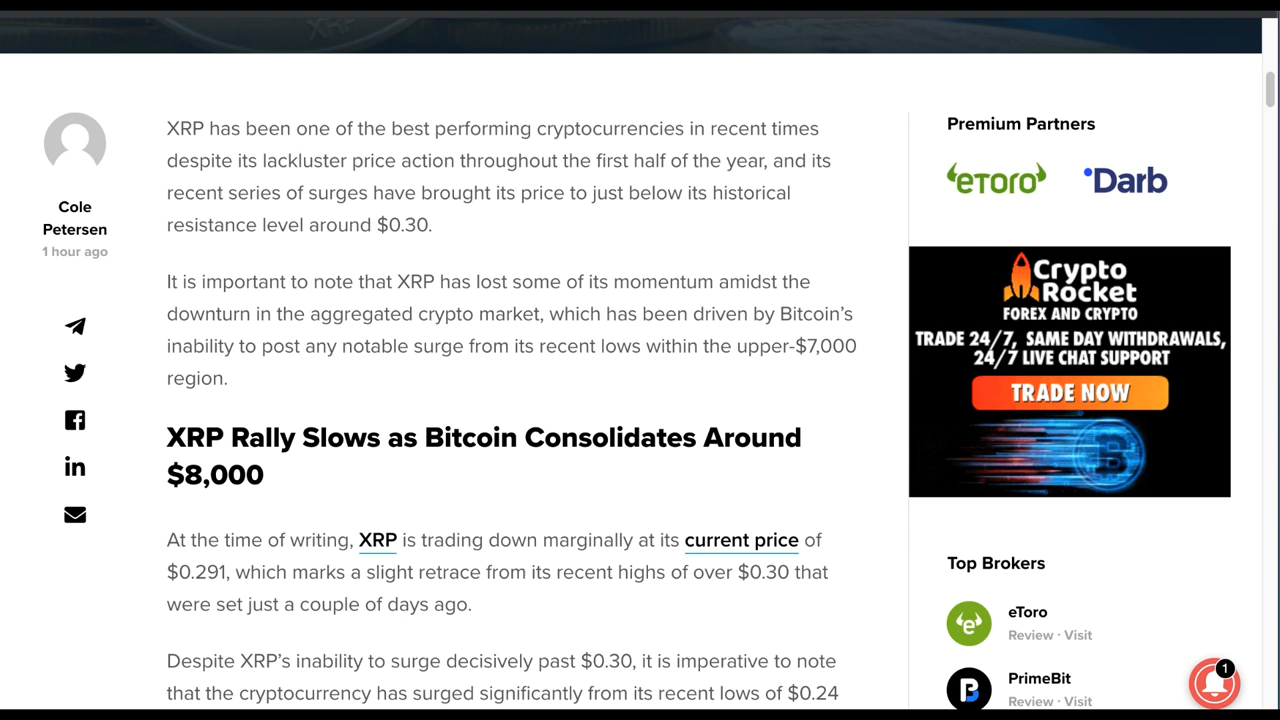 XRP
Cole
Petersen
1 hour ago
XRP has been one of the best performing cryptocurrencies in recent times
despite its lackluster price action throughout the first half of the year, and its
recent series of surges have brought its price to just below its historical
resistance level around $0.30.
It is important to note that XRP has lost some of its momentum amidst the
downturn in the aggregated crypto market, which has been driven by Bitcoin’s
inability to post any notable surge from its recent lows within the upper-$7,000
region.
XRP Rally Slows as Bitcoin Consolidates Around
$8,000
At the time of writing, XRP is trading down marginally at its current price of
$0.291, which marks a slight retrace from its recent highs of over $0.30 that
were set just a couple of days ago.
Despite XRP’s inability to surge decisively past $0.30, it is imperative to note
that the cryptocurrency has surged significantly from its recent lows of $0.24
Premium Partners
eToro
Darb
Crypto
Rocket
FOREX AND CRYPTO
TRADE 24/7, SAME DAY WITHDRAWALS,
24/7 LIVE CHAT SUPPORT
TRADE NOW
Top Brokers
eToro
Review · Visit
PrimeBit
Review · Visit
1